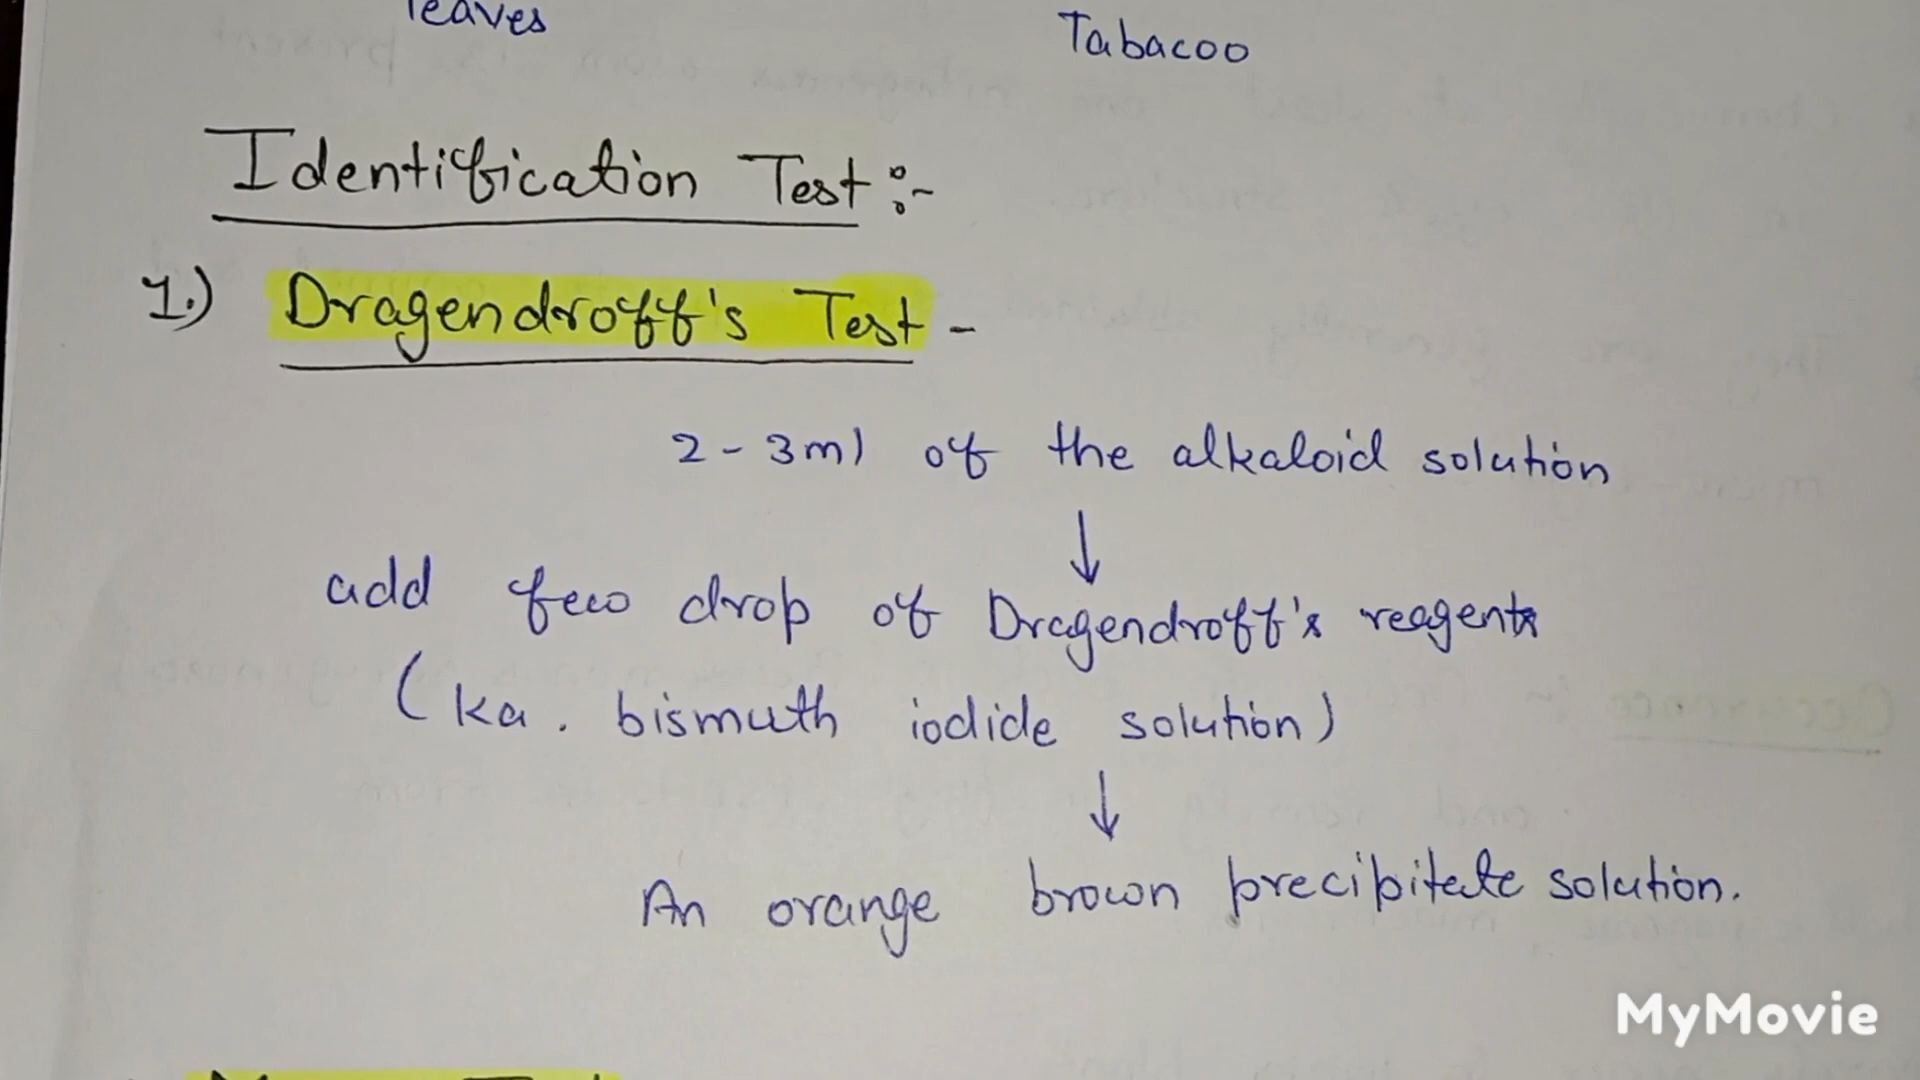 leaves Tabacoo
Identification Test :-
1.) Dragendroff's Test -
2-3ml of the alkaloid solution
↓
add few drop of Dragendroff's reagents
(ka. bismuth iodide solution)
↓
An orange brown precipitate solution.
MyMovie